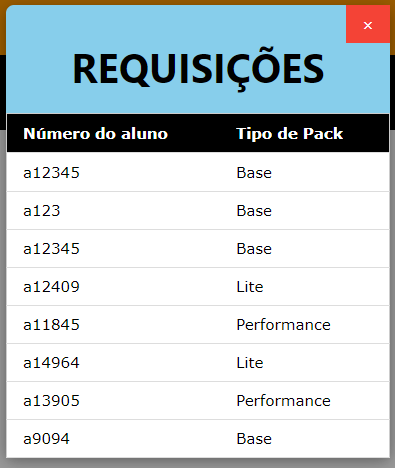 ×
REQUISIÇÕES
Número do aluno Tipo de Pack
a12345 Base
a123 Base
a12345 Base
a12409 Lite
a11845 Performance
a14964 Lite
a13905 Performance
a9094 Base